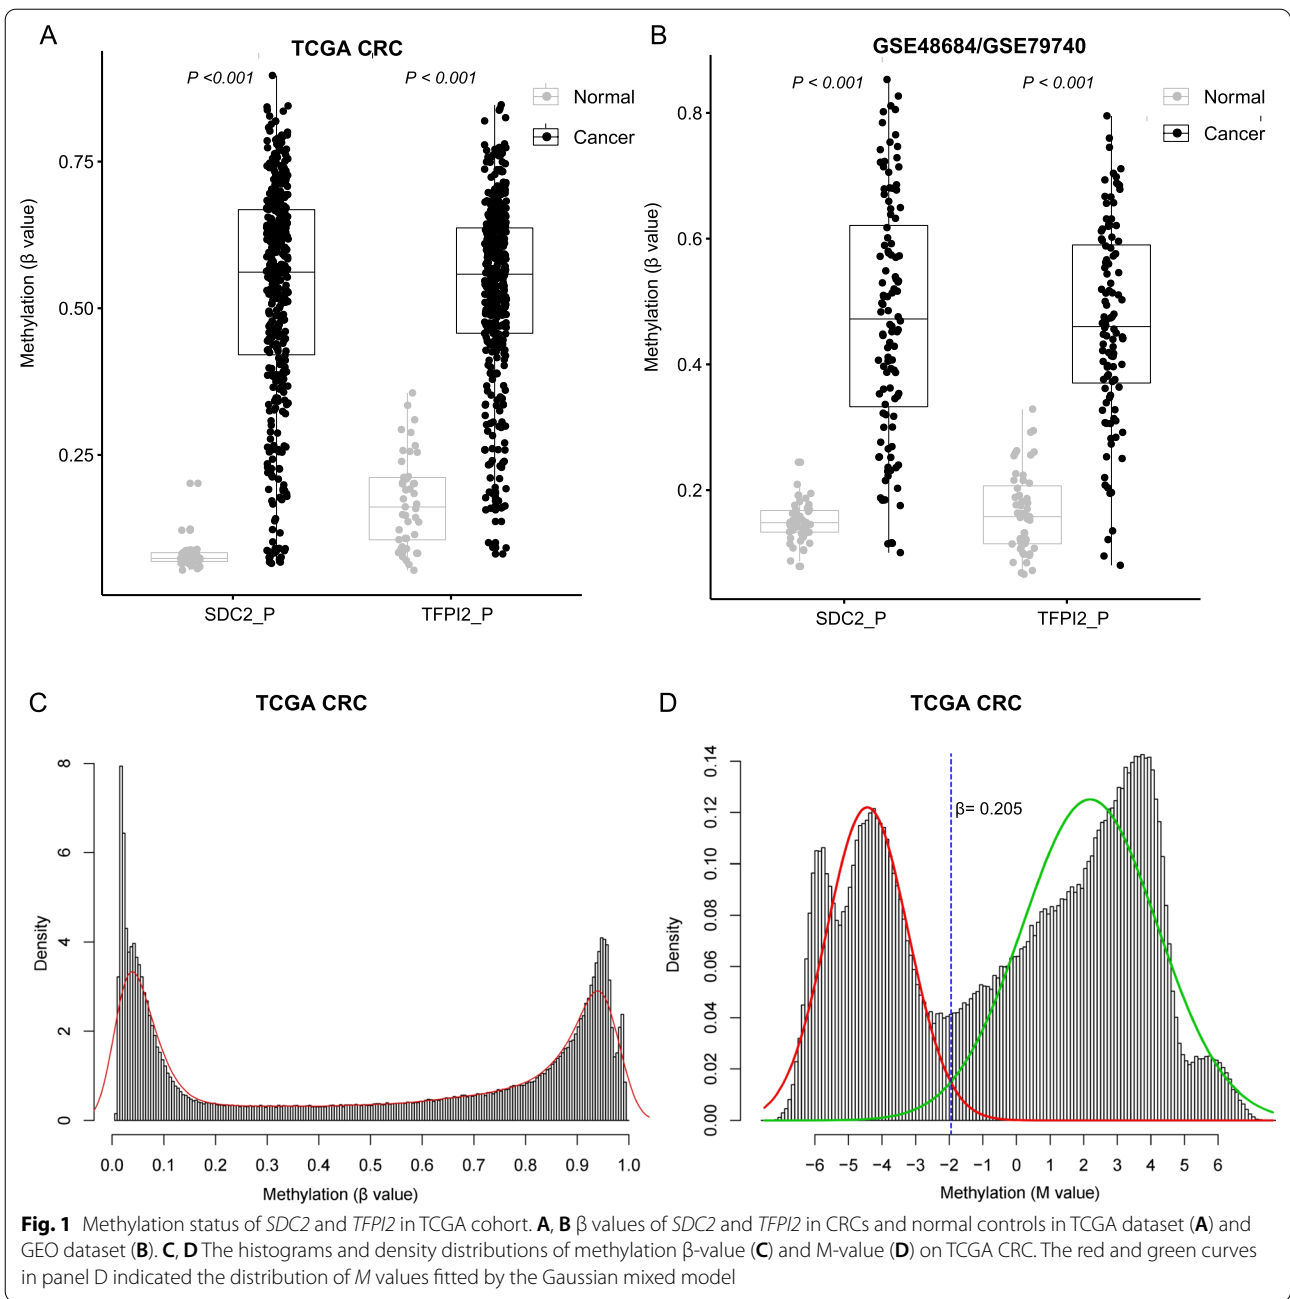 A
TCGA CRC
P <0.001
P < 0.001
Normal
Cancer
Methylation (β value)
0.75
0.50
0.25
SDC2_P
TFPI2_P
B
GSE48684/GSE79740
P < 0.001
P < 0.001
Normal
Cancer
Methylation (β value)
0.8
0.6
0.4
0.2
SDC2_P
TFPI2_P
C
TCGA CRC
Density
8
6
4
2
0
0.0 0.1 0.2 0.3 0.4 0.5 0.6 0.7 0.8 0.9 1.0
Methylation (β value)
D
TCGA CRC
β= 0.205
Density
0.14
0.12
0.10
0.08
0.06
0.04
0.02
0.00
−6 −5 −4 −3 −2 −1 0 1 2 3 4 5 6
Methylation (M value)
Fig. 1 Methylation status of SDC2 and TFPI2 in TCGA cohort. A, B β values of SDC2 and TFPI2 in CRCs and normal controls in TCGA dataset (A) and
GEO dataset (B). C, D The histograms and density distributions of methylation β-value (C) and M-value (D) on TCGA CRC. The red and green curves
in panel D indicated the distribution of M values fitted by the Gaussian mixed model